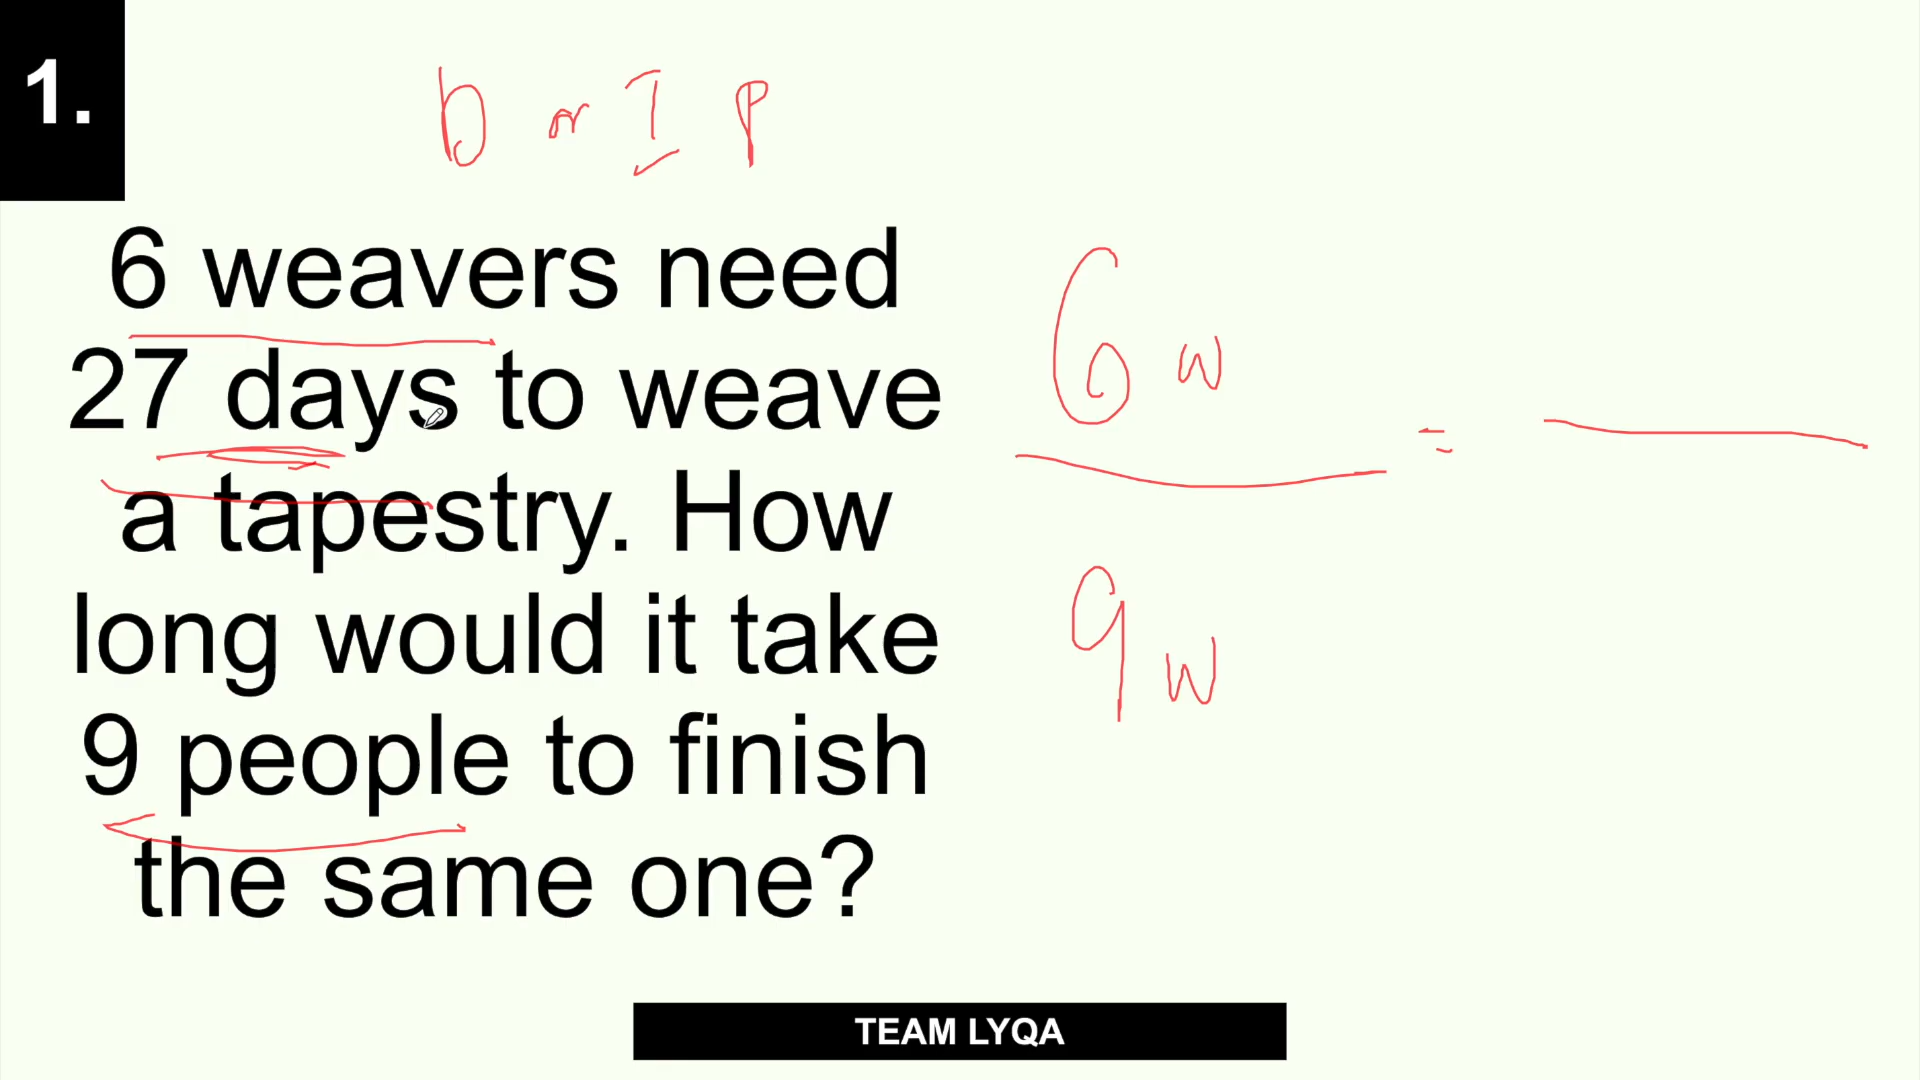 1.
D or I P
6 weavers need
27 days to weave
a tapestry. How
long would it take
9 people to finish
the same one?
6 w
=
9 w
TEAM LYQA